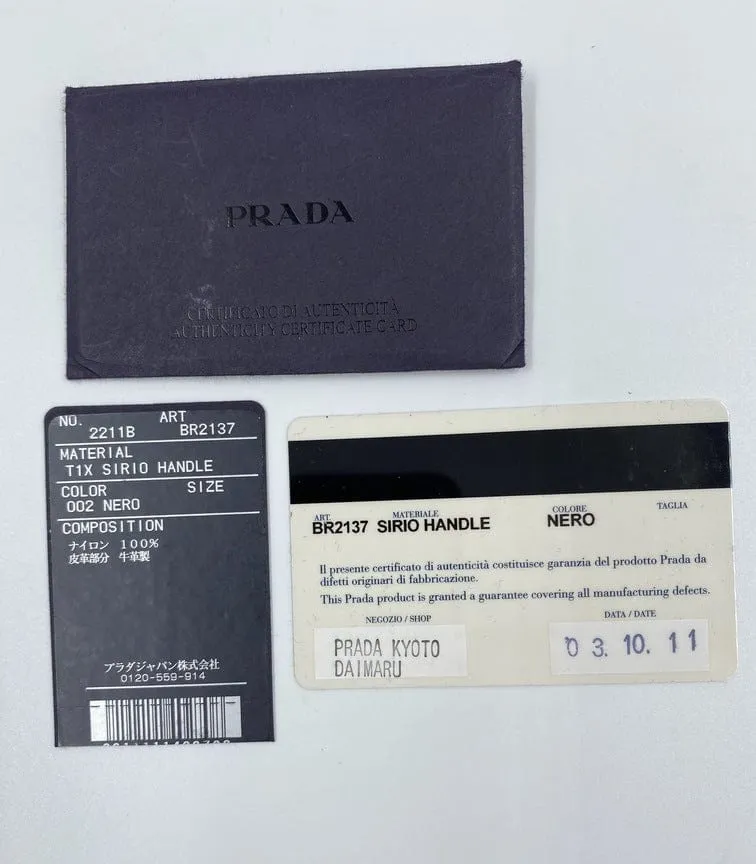 PRADA
CERTIFICATO DI AUTENTICITÀ
AUTHENTICITY CERTIFICATE CARD
NO. ART
2211B BR2137
MATERIAL
T1X SIRIO HANDLE
COLOR SIZE
002 NERO
COMPOSITION
ナイロン 100%
皮革部分 牛革製
プラダジャパン株式会社
0120-559-914
ART. MATERIALE COLORE TAGLIA
BR2137 SIRIO HANDLE NERO
Il presente certificato di autenticità costituisce garanzia del prodotto Prada da
difetti originari di fabbricazione.
This Prada product is granted a guarantee covering all manufacturing defects.
NEGOZIO / SHOP DATA / DATE
PRADA KYOTO
DAIMARU
03. 10. 11